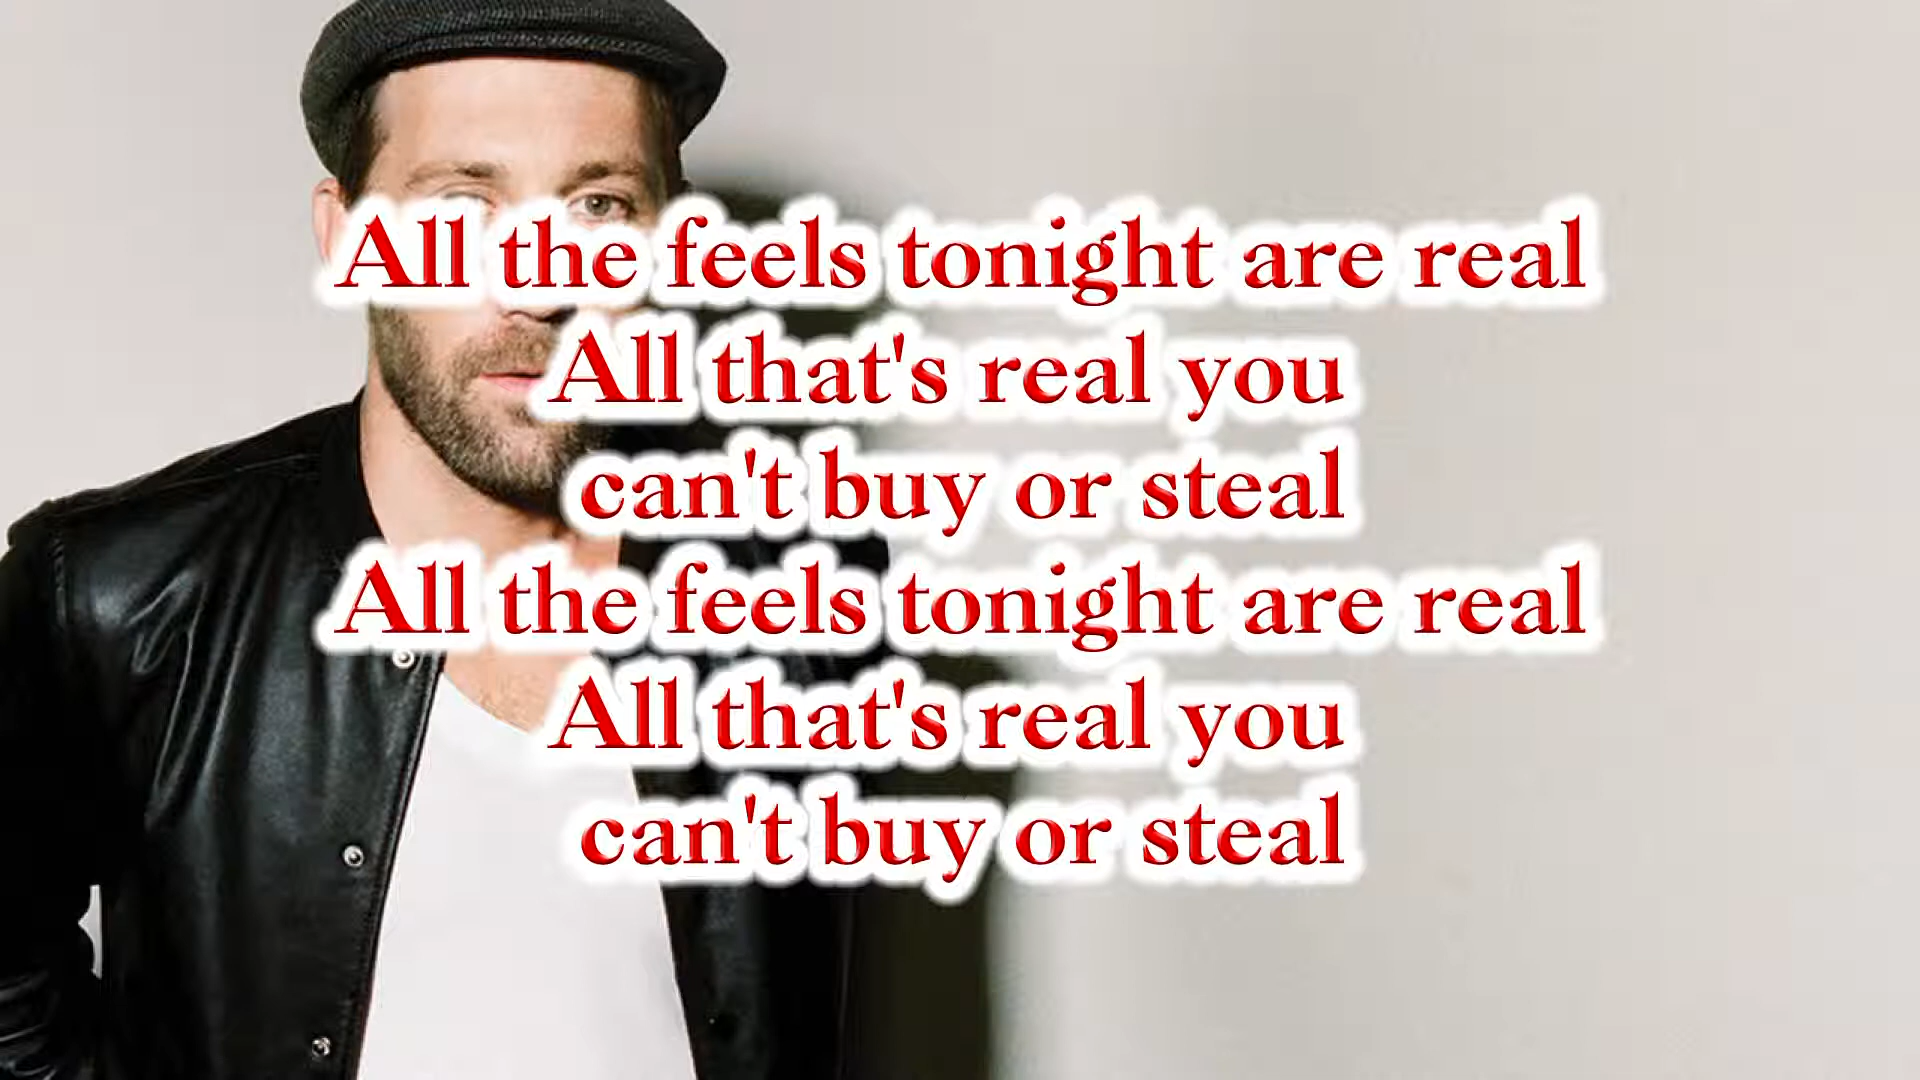 All the feels tonight are real
All that's real you
can't buy or steal
All the feels tonight are real
All that's real you
can't buy or steal